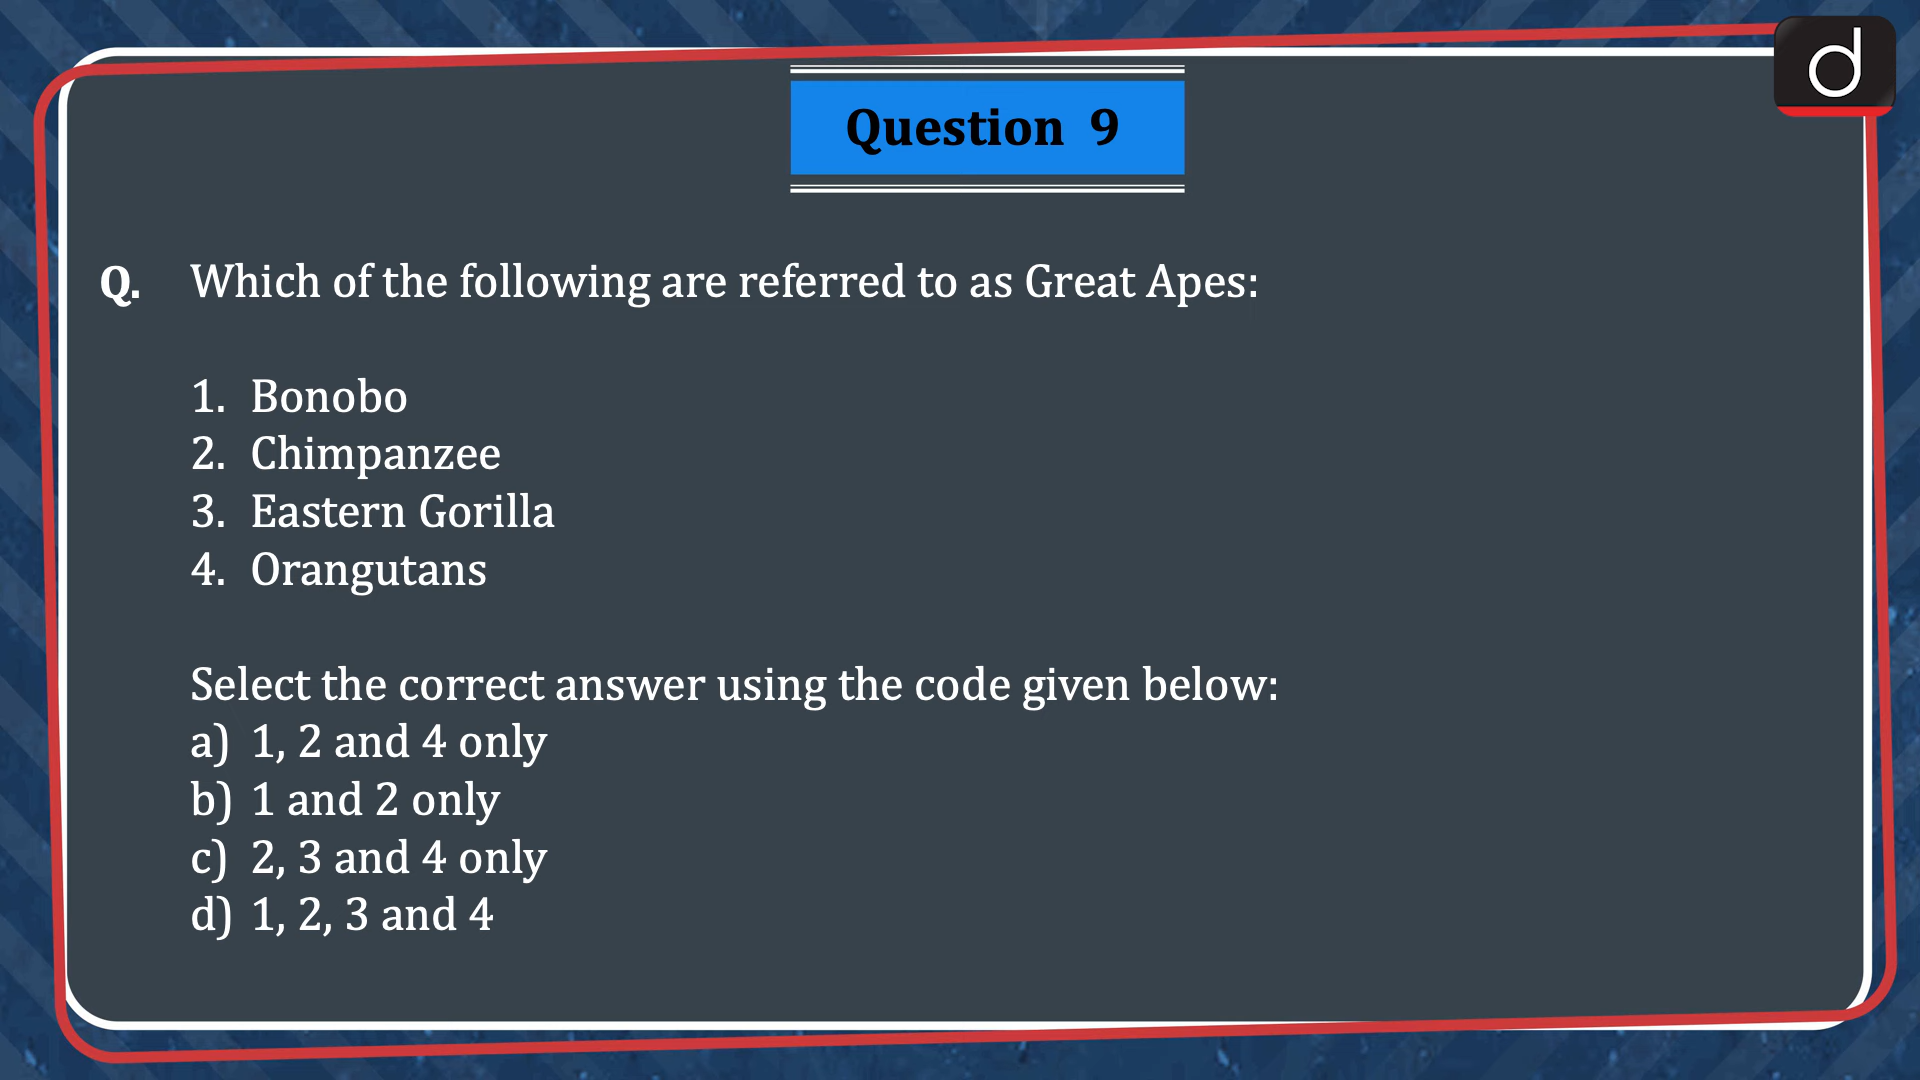 Question 9
Q. Which of the following are referred to as Great Apes:
1. Bonobo
2. Chimpanzee
3. Eastern Gorilla
4. Orangutans
Select the correct answer using the code given below:
a) 1, 2 and 4 only
b) 1 and 2 only
c) 2, 3 and 4 only
d) 1, 2, 3 and 4
d